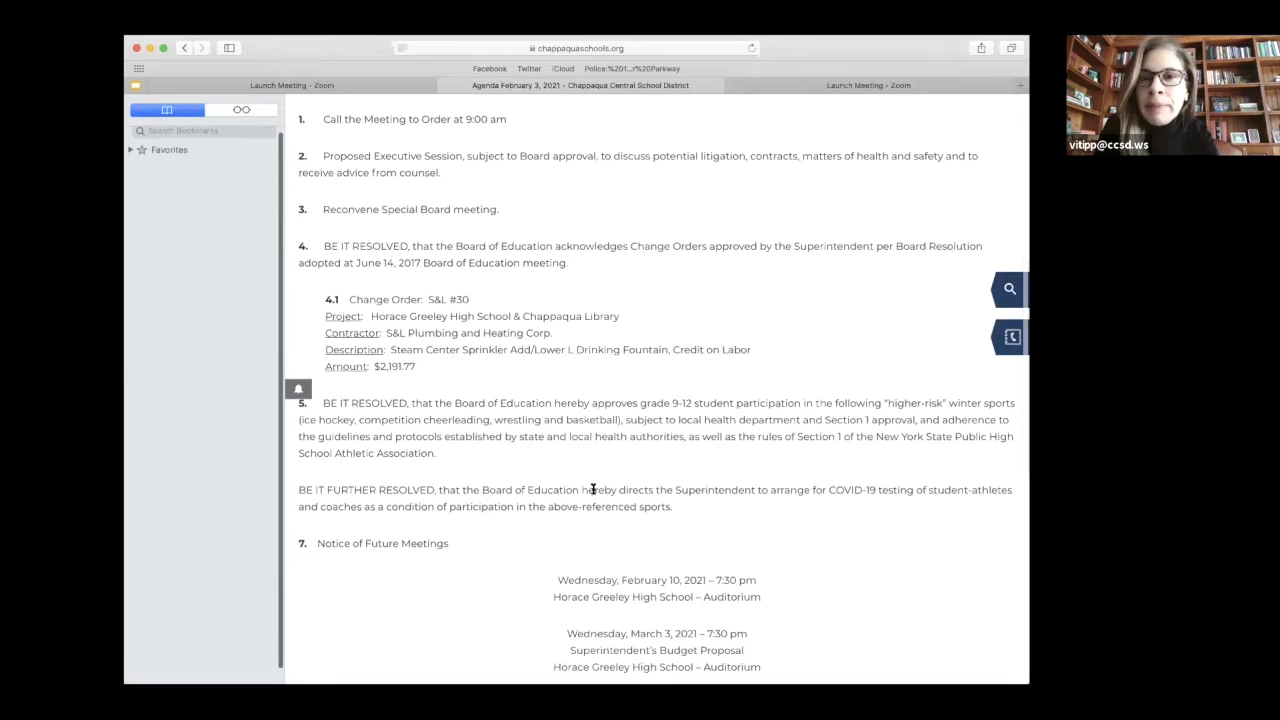 chappaquaschools.org
Facebook Twitter iCloud Police:%201...r%20Parkway
Launch Meeting - Zoom
Agenda February 3, 2021 - Chappaqua Central School District
Launch Meeting - Zoom
Search Bookmarks
Favorites
1. Call the Meeting to Order at 9:00 am
2. Proposed Executive Session, subject to Board approval, to discuss potential litigation, contracts, matters of health and safety and to
receive advice from counsel.
3. Reconvene Special Board meeting.
4. BE IT RESOLVED, that the Board of Education acknowledges Change Orders approved by the Superintendent per Board Resolution
adopted at June 14, 2017 Board of Education meeting.
4.1 Change Order: S&L #30
Project: Horace Greeley High School & Chappaqua Library
Contractor: S&L Plumbing and Heating Corp.
Description: Steam Center Sprinkler Add/Lower L Drinking Fountain, Credit on Labor
Amount: $2,191.77
5. BE IT RESOLVED, that the Board of Education hereby approves grade 9-12 student participation in the following “higher-risk” winter sports
(ice hockey, competition cheerleading, wrestling and basketball), subject to local health department and Section 1 approval, and adherence to
the guidelines and protocols established by state and local health authorities, as well as the rules of Section 1 of the New York State Public High
School Athletic Association.
BE IT FURTHER RESOLVED, that the Board of Education hereby directs the Superintendent to arrange for COVID-19 testing of student-athletes
and coaches as a condition of participation in the above-referenced sports.
7. Notice of Future Meetings
Wednesday, February 10, 2021 – 7:30 pm
Horace Greeley High School – Auditorium
Wednesday, March 3, 2021 – 7:30 pm
Superintendent’s Budget Proposal
Horace Greeley High School – Auditorium
vitipp@ccsd.ws